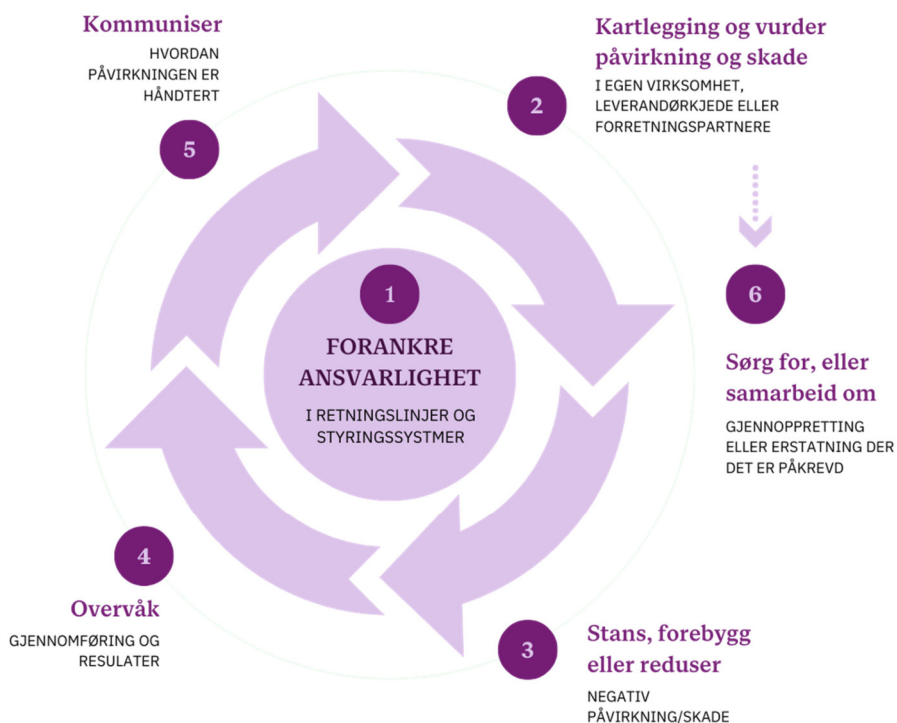 1
FORANKRE
ANSVARLIGHET
I RETNINGSLINJER OG
STYRINGSSYSTMER
2
Kartlegging og vurder
påvirkning og skade
I EGEN VIRKSOMHET,
LEVERANDØRKJEDE ELLER
FORRETNINGSPARTNERE
3
Stans, forebygg
eller reduser
NEGATIV
PÅVIRKNING/SKADE
4
Overvåk
GJENNOMFØRING OG
RESULATER
5
Kommuniser
HVORDAN
PÅVIRKNINGEN ER
HÅNDTERT
6
Sørg for, eller
samarbeid om
GJENNOPPRETTING
ELLER ERSTATNING DER
DET ER PÅKREVD